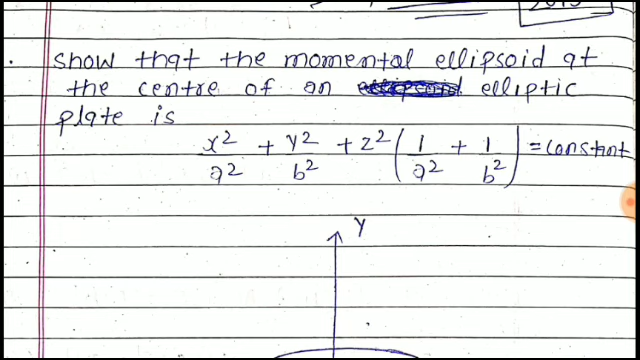 show that the momental ellipsoid at
the centre of an elliptic
plate is
x²/a² + y²/b² + z² (1/a² + 1/b²) = constant
Y